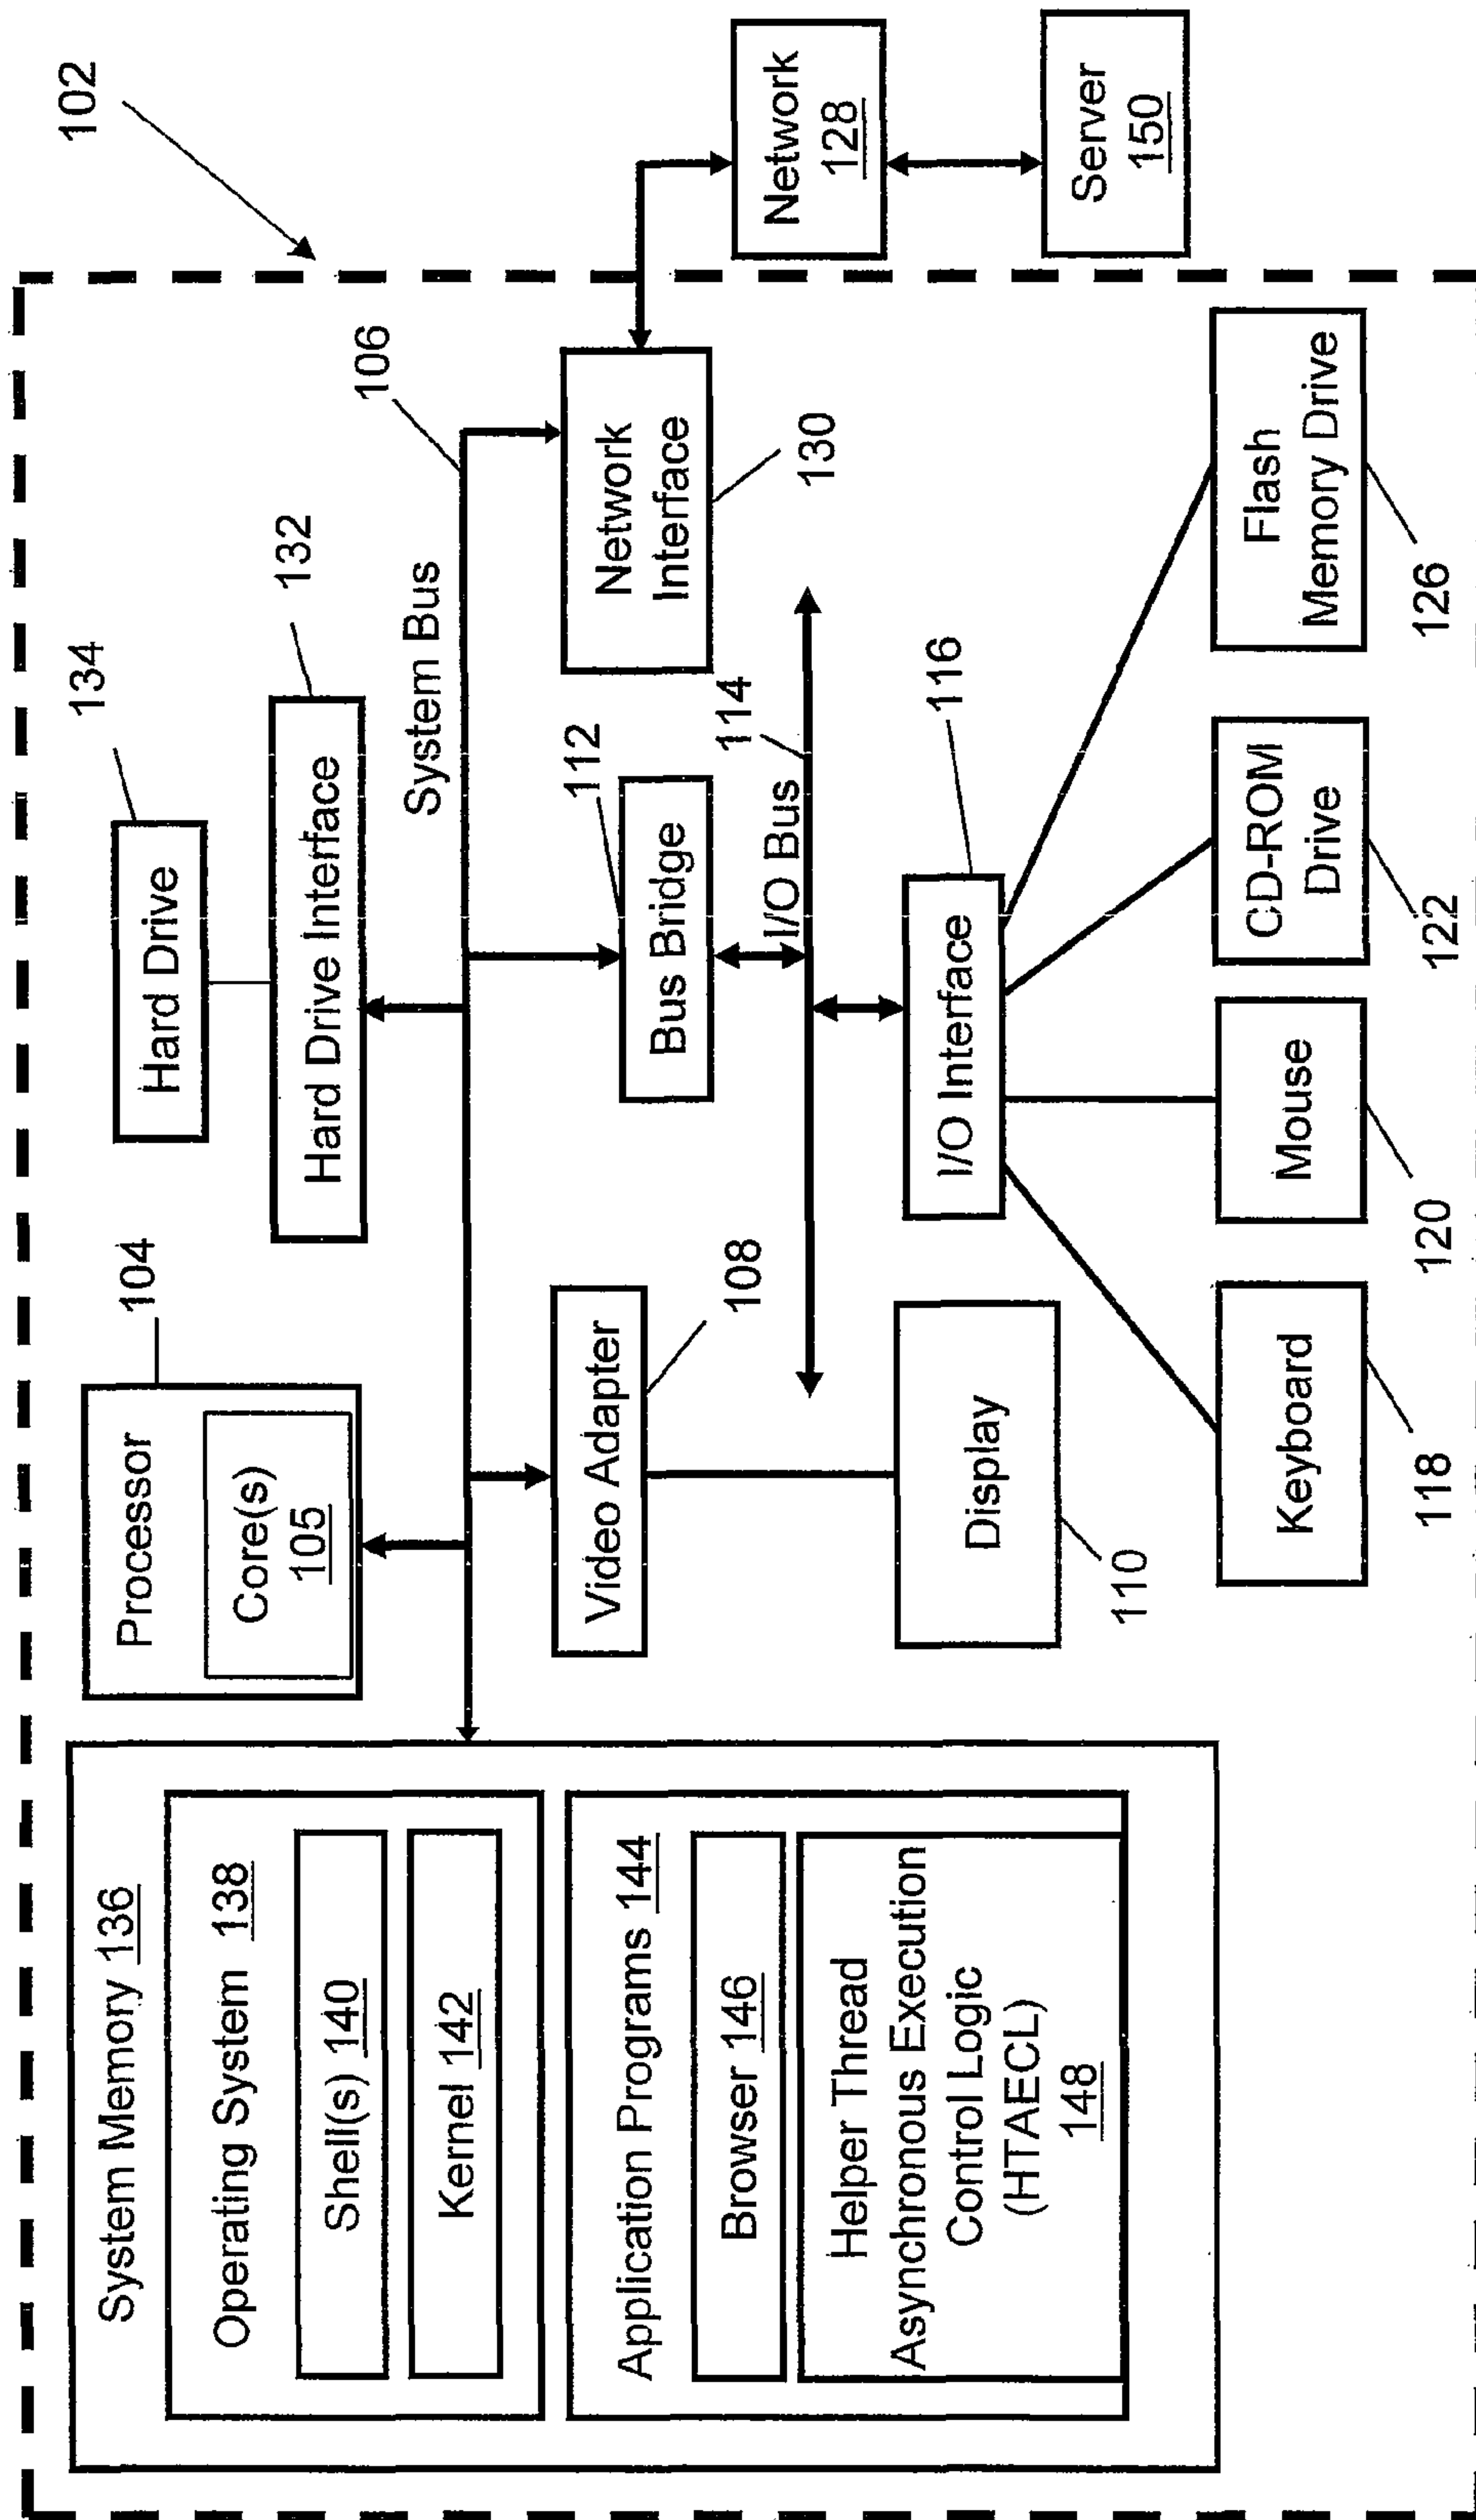 102
System Memory 136
Operating System 138
Shell(s) 140
Kernel 142
Application Programs 144
Browser 146
Helper Thread
Asynchronous Execution
Control Logic
(HTAECL)
148
Processor
Core(s)
105
104
Hard Drive
134
Hard Drive Interface
132
System Bus
106
Video Adapter
108
Bus Bridge
112
Network
Interface
130
Network
128
Server
150
I/O Bus
114
Display
110
I/O Interface
116
Keyboard
118
Mouse
120
CD-ROM
Drive
122
Flash
Memory Drive
126